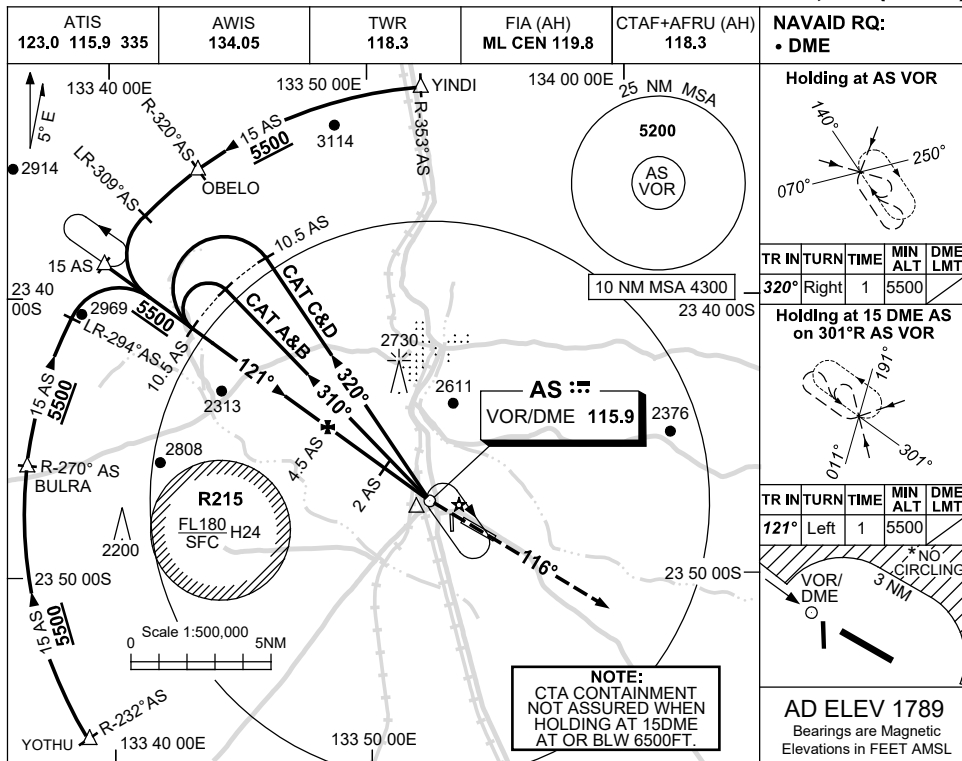 ATIS
123.0 115.9 335
AWIS
134.05
TWR
118.3
FIA (AH)
ML CEN 119.8
CTAF+AFRU (AH)
118.3
NAVAID RQ:
• DME
133 40 00E
133 50 00E
134 00 00E
5° E
2914
R-320° AS
15 AS
5500
3114
YINDI
R-353° AS
OBELO
LR-309° AS
25 NM MSA
5200
AS
VOR
15 AS
10.5 AS
10 NM MSA 4300
23 40
00S
23 40 00S
2969
5500
LR-294° AS
10.5 AS
CAT C&D
CAT A&B
2730
121°
310°
320°
2313
2611
AS
VOR/DME 115.9
2376
15 AS
5500
4.5 AS
2 AS
2808
R-270° AS
BULRA
R215
FL180
SFC
H24
2200
116°
23 50 00S
23 50 00S
15 AS
5500
Scale 1:500,000
0
5NM
R-232° AS
YOTHU
133 40 00E
133 50 00E
NOTE:
CTA CONTAINMENT
NOT ASSURED WHEN
HOLDING AT 15DME
AT OR BLW 6500FT.
Holding at AS VOR
140°
250°
070°
TR IN TURN TIME MIN ALT DME LMT
320° Right 1 5500
Holding at 15 DME AS
on 301°R AS VOR
191°
011°
301°
TR IN TURN TIME MIN ALT DME LMT
121° Left 1 5500
*NO
CIRCLING
VOR/
DME
3 NM
AD ELEV 1789
Bearings are Magnetic
Elevations in FEET AMSL